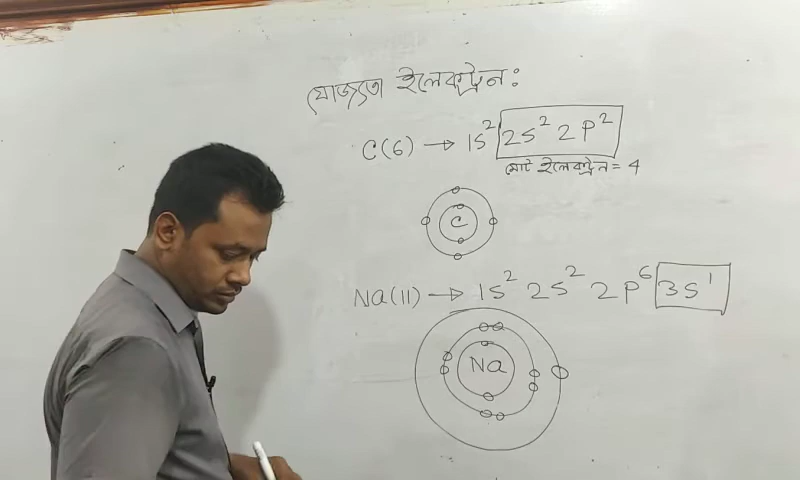 যোজ্যতা ইলেকট্রন:
C(6) → 1s² 2s² 2p²
মোট ইলেকট্রন = 4
C
Na(11) → 1s² 2s² 2p⁶ 3s¹
Na